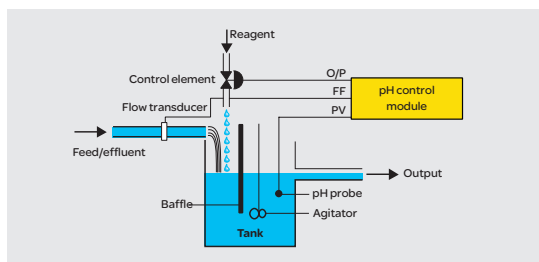 Reagent
Control element
O/P
FF
PV
pH control
module
Flow transducer
Feed/effluent
Output
pH probe
Baffle
Agitator
Tank